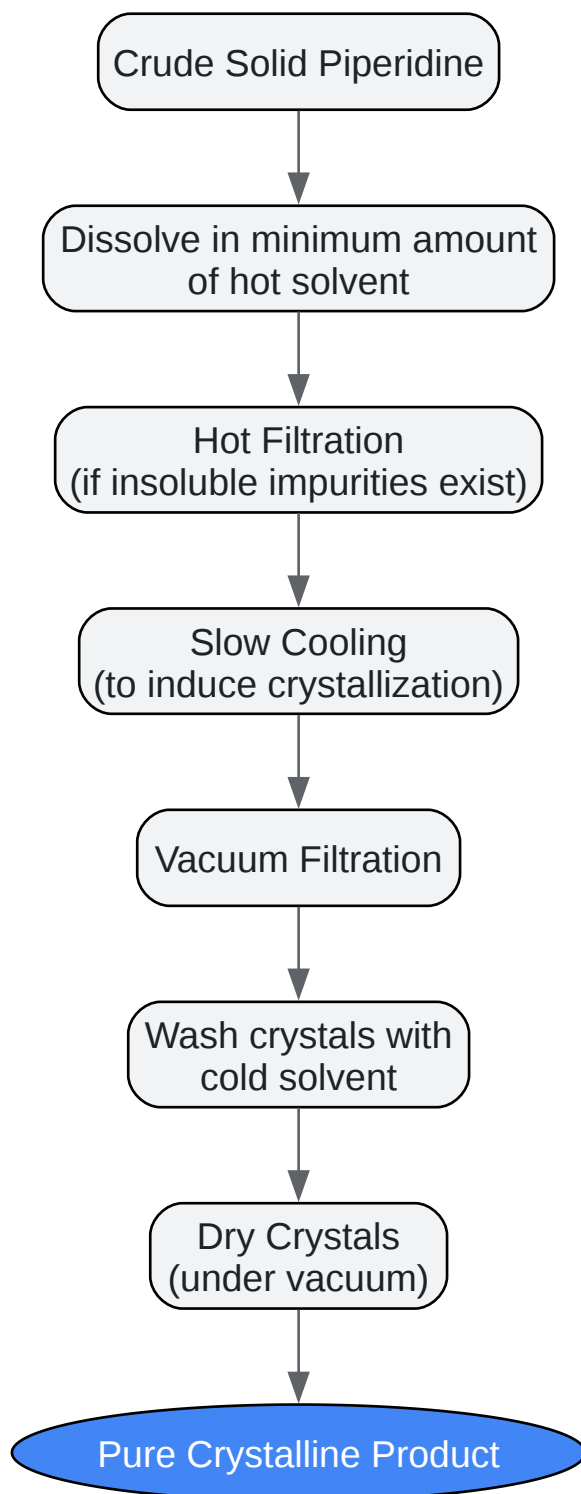 Crude Solid Piperidine
Dissolve in minimum amount
of hot solvent
Hot Filtration
(if insoluble impurities exist)
Slow Cooling
(to induce crystallization)
Vacuum Filtration
Wash crystals with
cold solvent
Dry Crystals
(under vacuum)
Pure Crystalline Product